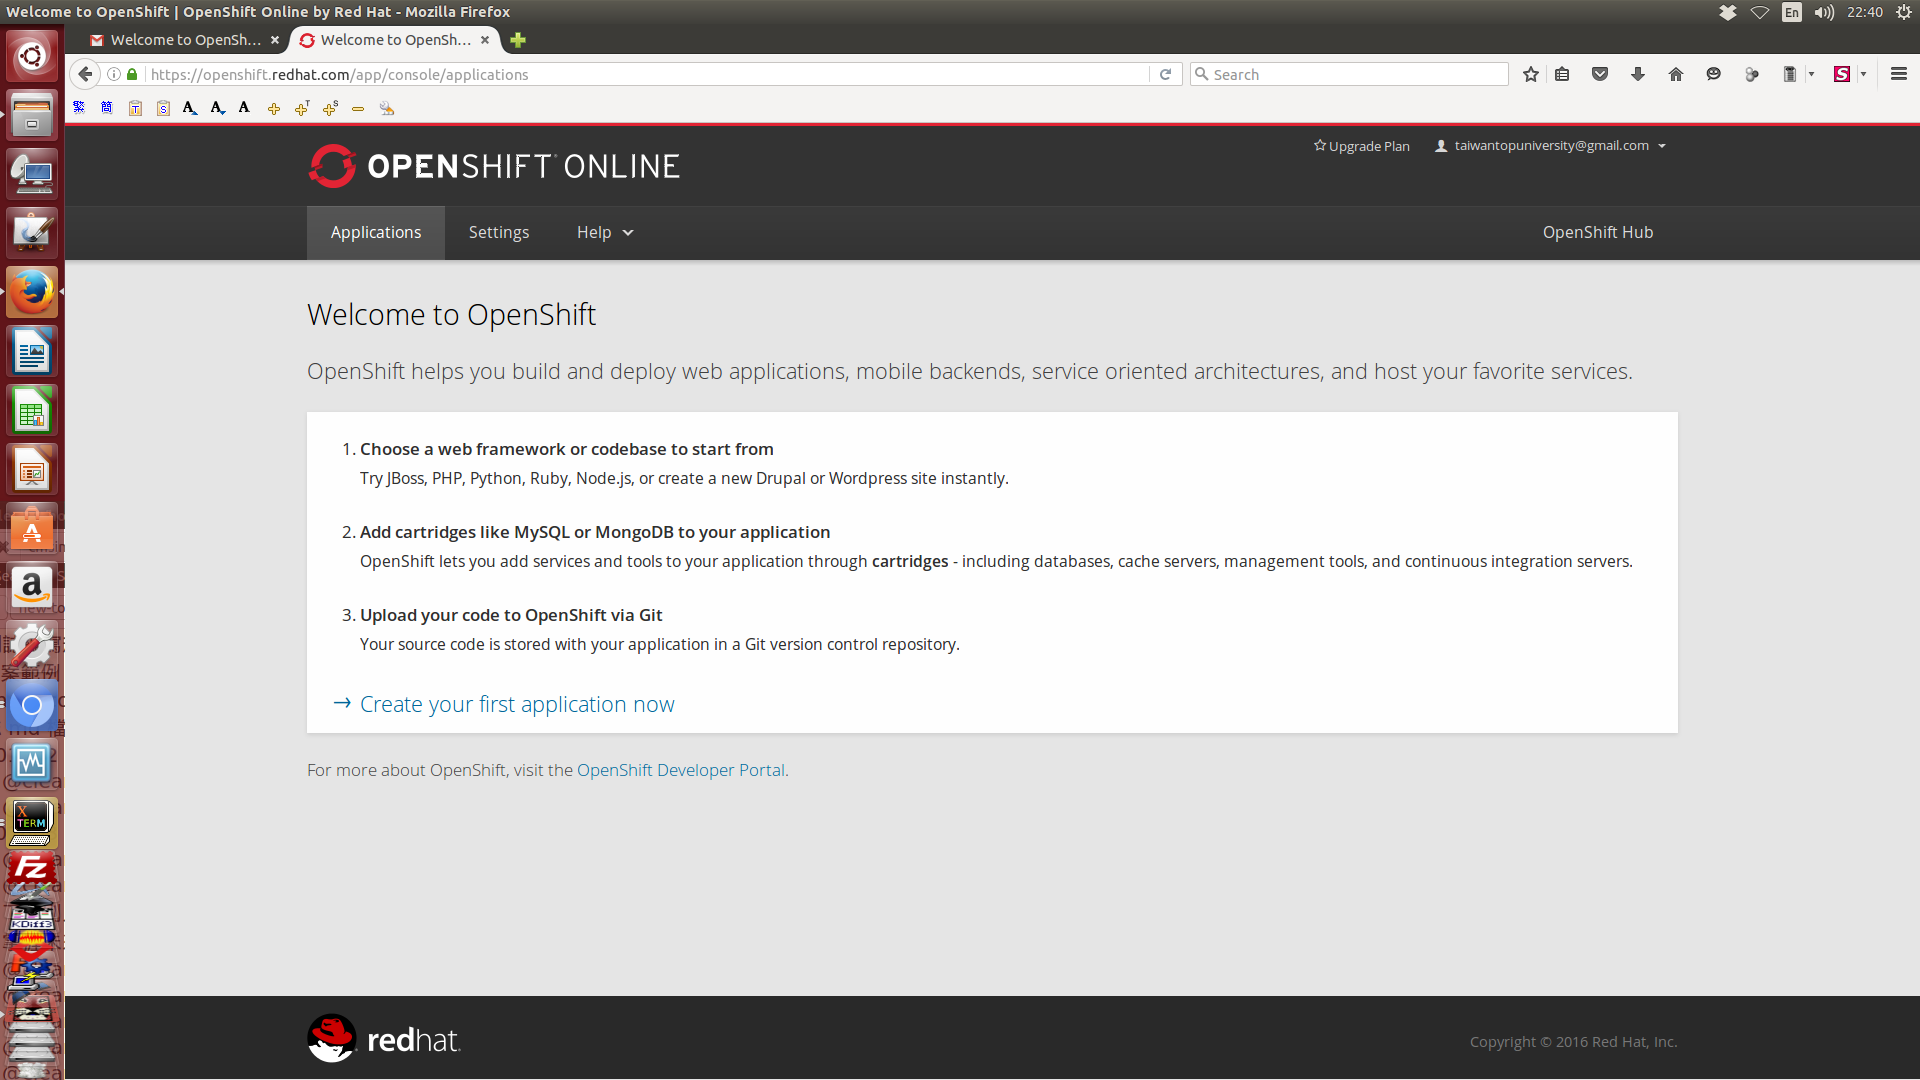 Welcome to OpenShift | OpenShift Online by Red Hat - Mozilla Firefox
En
22:40
Welcome to OpenSh...
Welcome to OpenSh...
https://openshift.redhat.com/app/console/applications
Search
繁 簡 T S A A A T S
S
OPENSHIFT ONLINE
Upgrade Plan
taiwantopuniversity@gmail.com
Applications
Settings
Help
OpenShift Hub
Welcome to OpenShift
OpenShift helps you build and deploy web applications, mobile backends, service oriented architectures, and host your favorite services.
1. Choose a web framework or codebase to start from
Try JBoss, PHP, Python, Ruby, Node.js, or create a new Drupal or Wordpress site instantly.
2. Add cartridges like MySQL or MongoDB to your application
OpenShift lets you add services and tools to your application through cartridges - including databases, cache servers, management tools, and continuous integration servers.
3. Upload your code to OpenShift via Git
Your source code is stored with your application in a Git version control repository.
→ Create your first application now
For more about OpenShift, visit the OpenShift Developer Portal.
X
TERM
FZ
KDiff3
redhat.
Copyright © 2016 Red Hat, Inc.